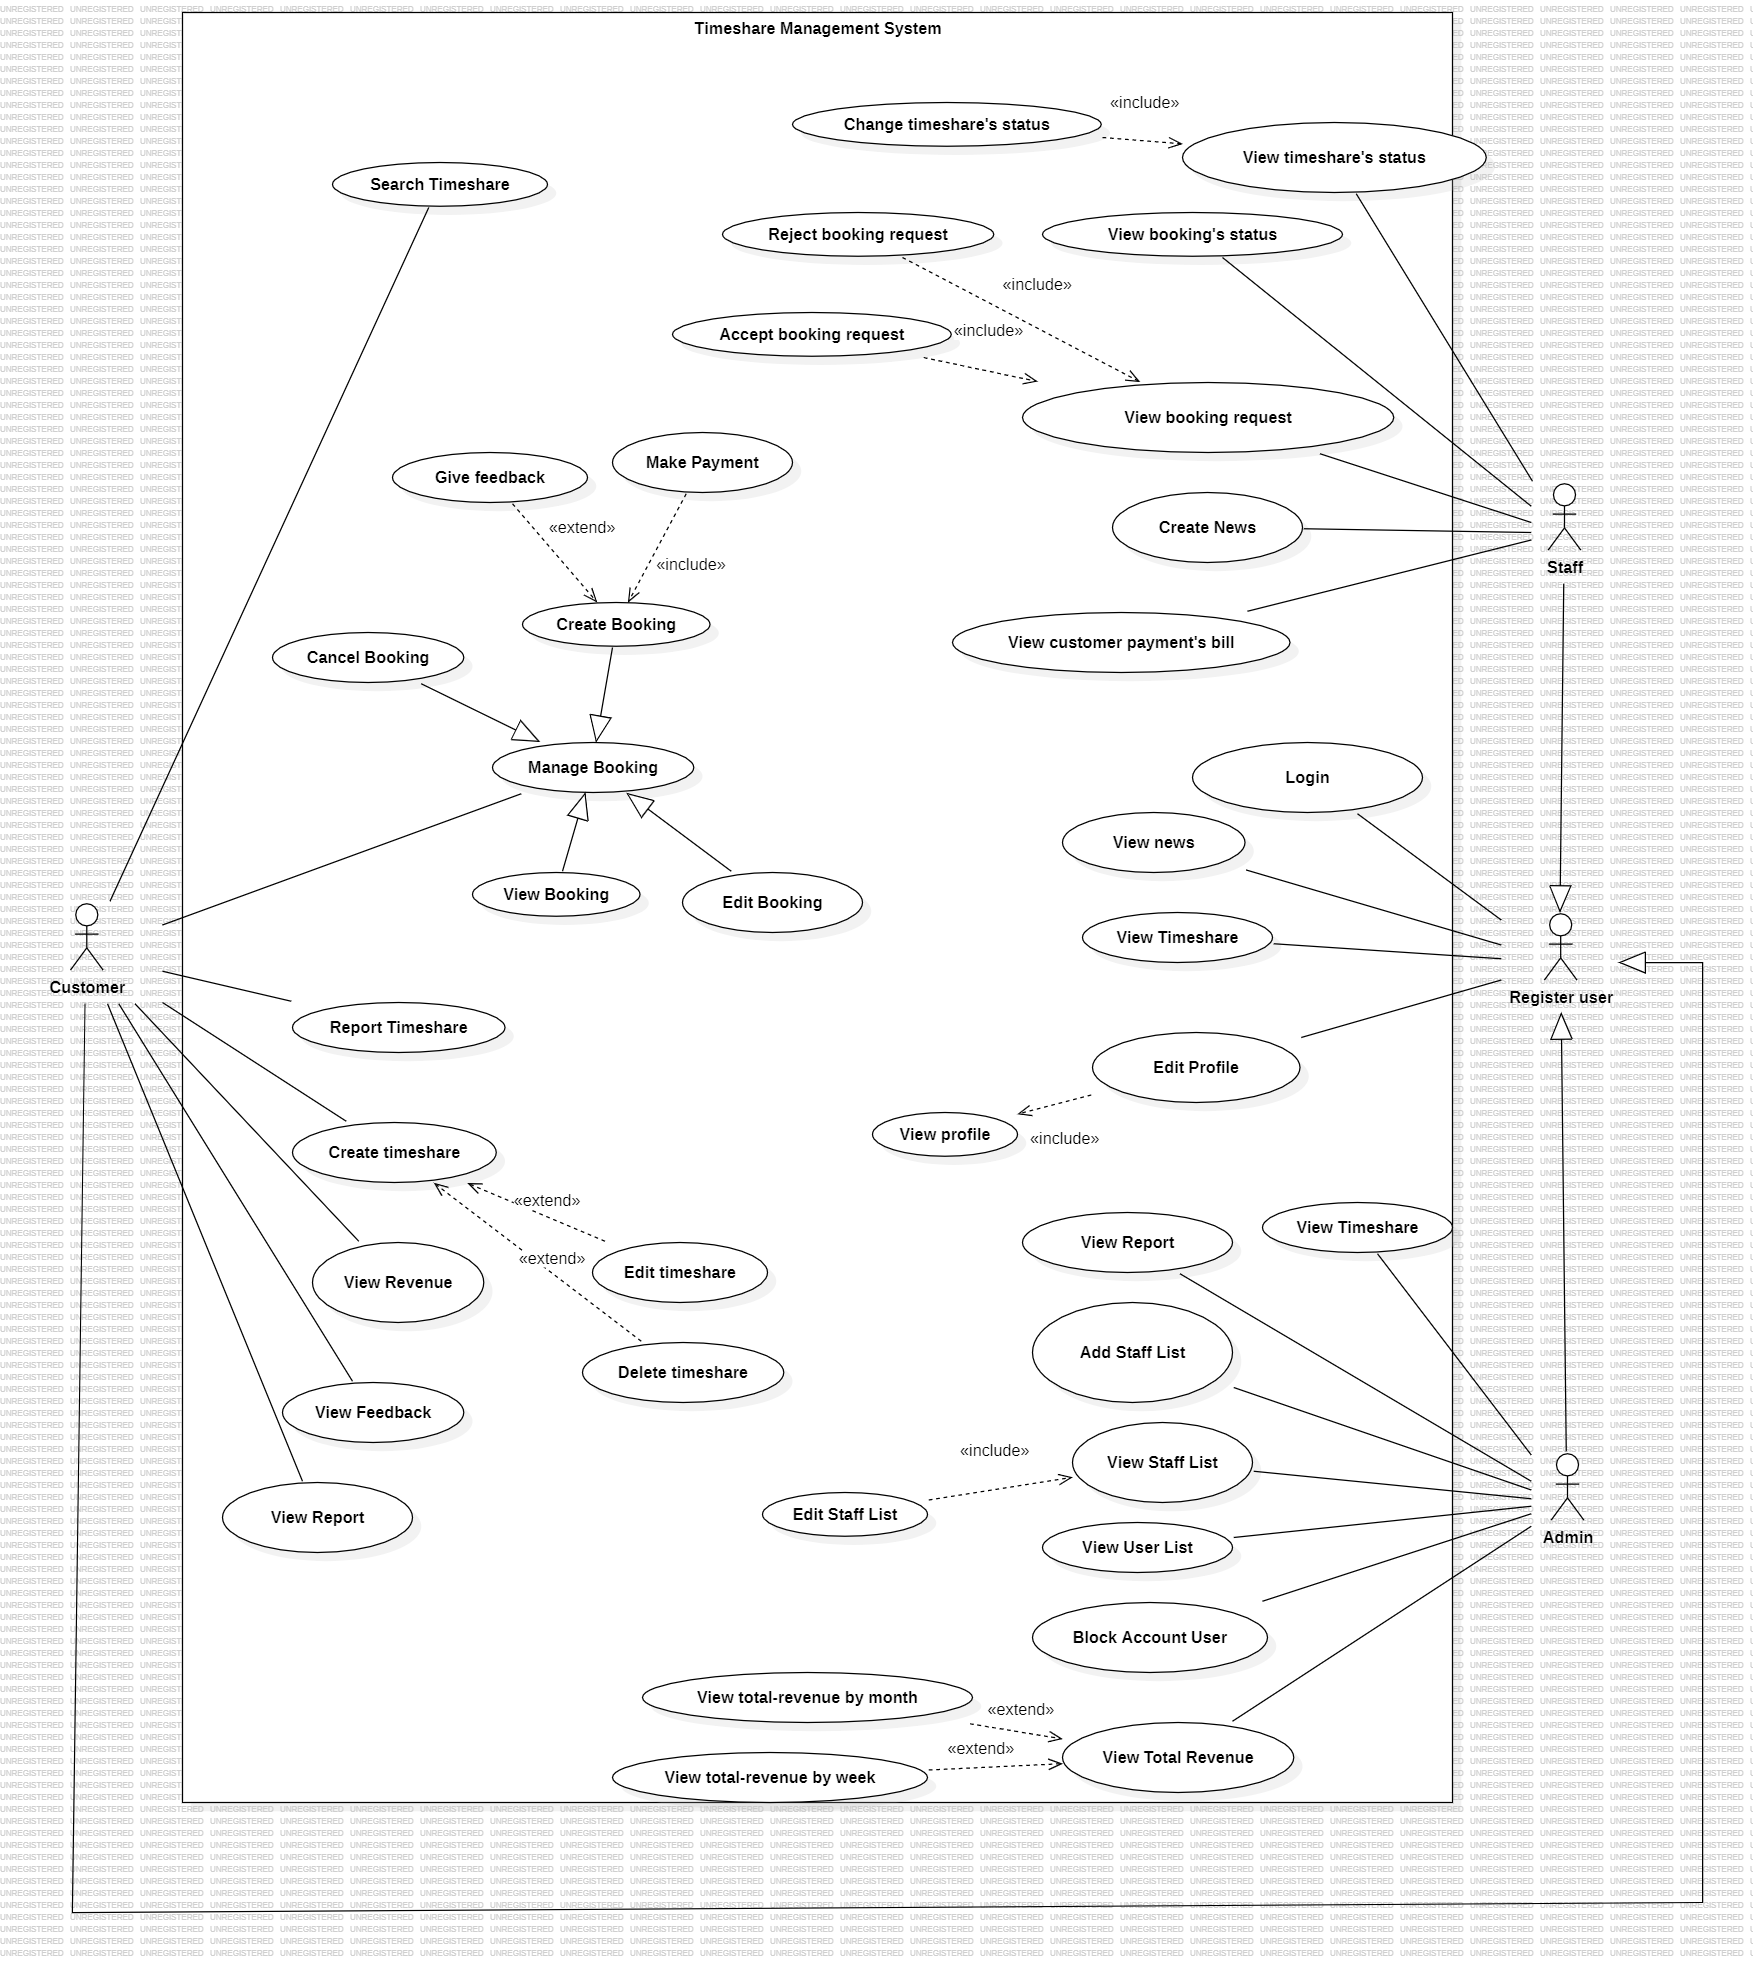 Timeshare Management System
«include»
Change timeshare's status
View timeshare's status
Search Timeshare
Reject booking request
View booking's status
«include»
Accept booking request
«include»
View booking request
Give feedback
Make Payment
«extend»
«include»
Create News
Staff
Create Booking
Cancel Booking
View customer payment's bill
Manage Booking
Login
View news
View Booking
Edit Booking
View Timeshare
Customer
Register user
Report Timeshare
Edit Profile
View profile
«include»
Create timeshare
«extend»
View Report
View Timeshare
«extend»
Edit timeshare
View Revenue
Add Staff List
Delete timeshare
View Feedback
«include»
View Staff List
Edit Staff List
View Report
Admin
View User List
Block Account User
View total-revenue by month
«extend»
«extend»
View Total Revenue
View total-revenue by week
UNREGISTERED